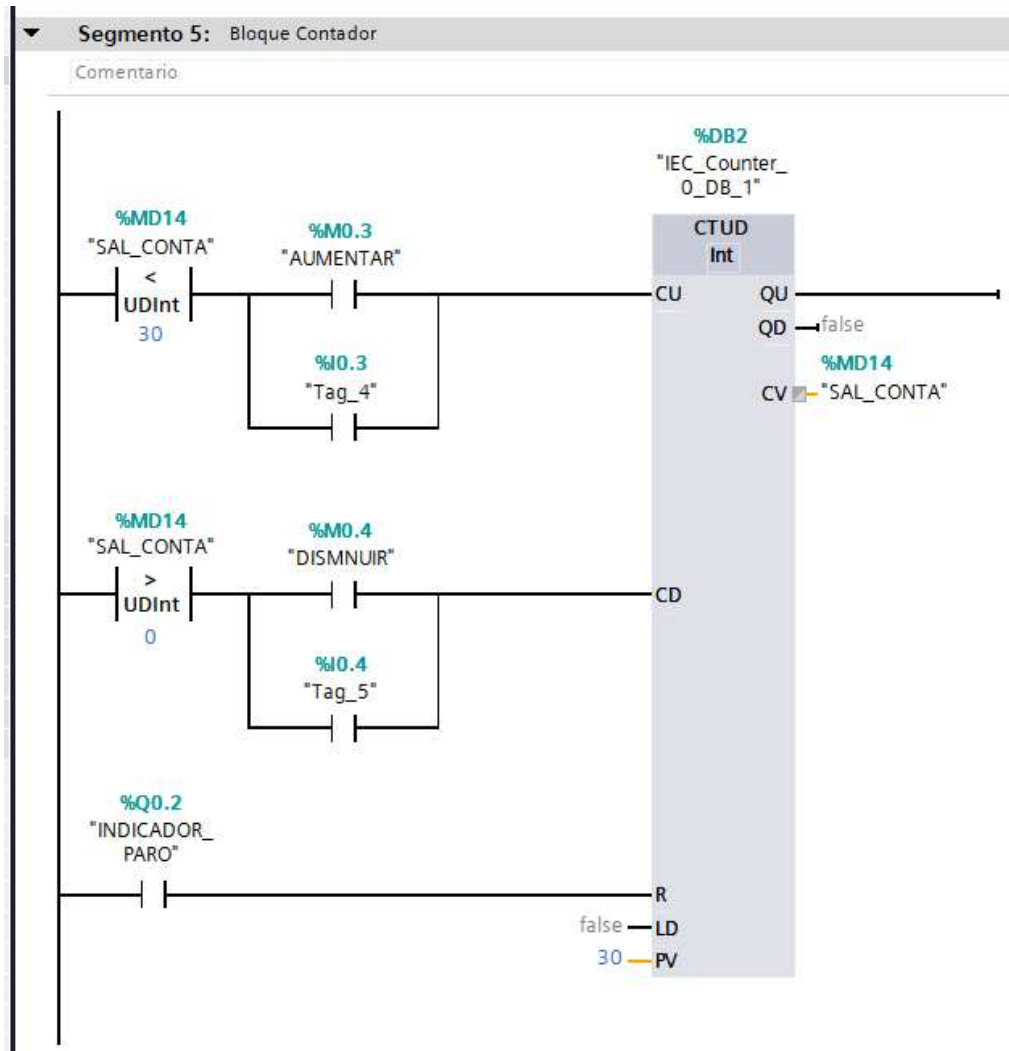 Segmento 5: Bloque Contador
Comentario
%DB2
"IEC_Counter_
0_DB_1"
CTUD
Int
%MD14
"SAL_CONTA"
<
UDInt
30
%M0.3
"AUMENTAR"
%I0.3
"Tag_4"
CU
QU
QD
false
%MD14
CV
"SAL_CONTA"
%MD14
"SAL_CONTA"
>
UDInt
0
%M0.4
"DISMNUIR"
%I0.4
"Tag_5"
CD
%Q0.2
"INDICADOR_
PARO"
R
false
LD
30
PV